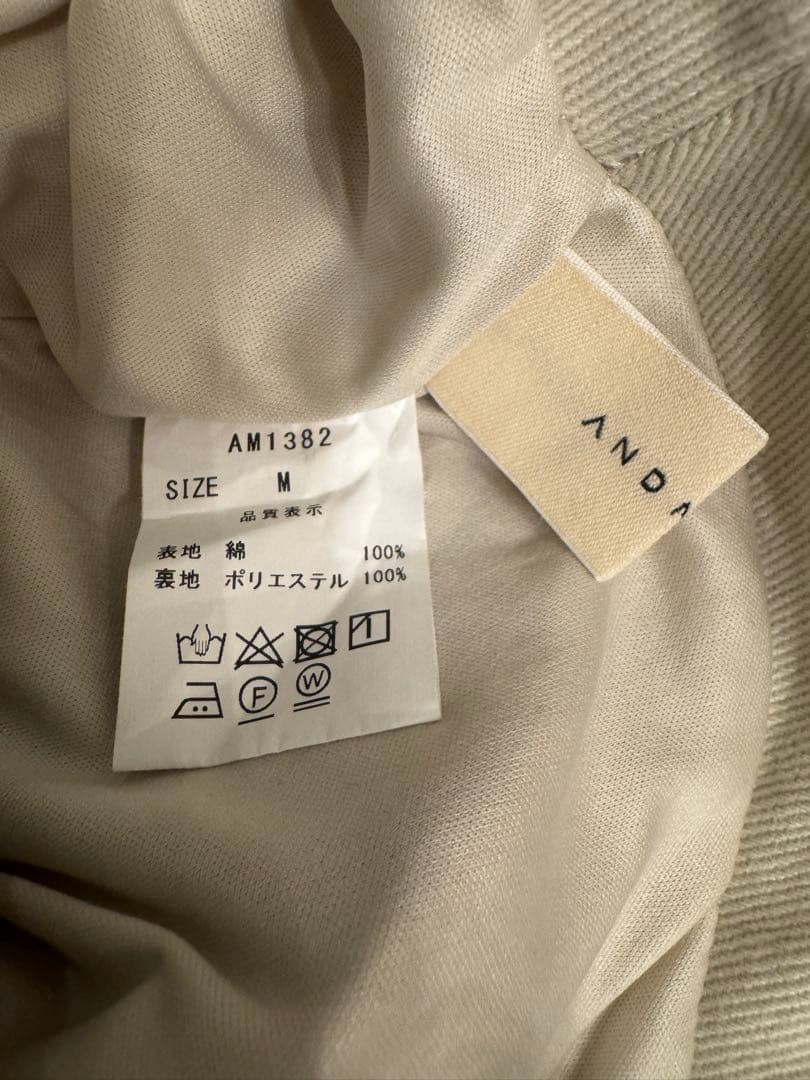 AM1382
SIZE M
品質表示
表地 綿 100%
裏地 ポリエステル 100%
F
W
ANDA